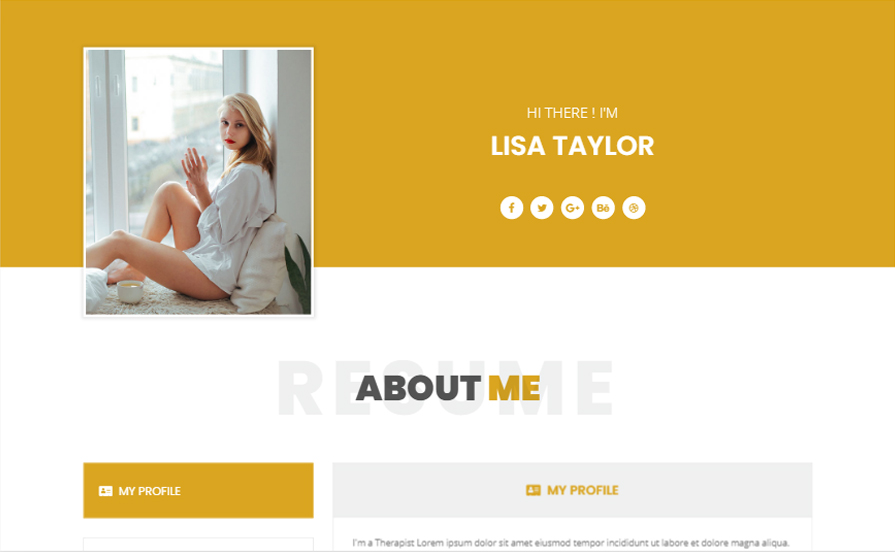 HI THERE ! I'M
LISA TAYLOR
RESUME
ABOUT ME
MY PROFILE
MY PROFILE
I'm a Therapist Lorem ipsum dolor sit amet eiusmod tempor incididunt ut labore et dolore magna aliqua.